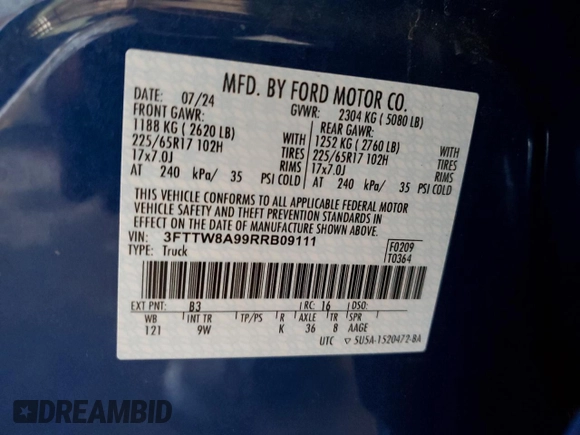 MFD. BY FORD MOTOR CO.
DATE: 07/24 GVWR: 2304 KG ( 5080 LB)
FRONT GAWR: REAR GAWR:
1188 KG ( 2620 LB) WITH 1252 KG ( 2760 LB) WITH
225/65R17 102H TIRES 225/65R17 102H TIRES
17x7.0J RIMS 17x7.0J RIMS
AT 240 kPa/ 35 PSI COLD AT 240 kPa/ 35 PSI COLD
THIS VEHICLE CONFORMS TO ALL APPLICABLE FEDERAL MOTOR
VEHICLE SAFETY AND THEFT PREVENTION STANDARDS IN
EFFECT ON THE DATE OF MANUFACTURE SHOWN ABOVE.
VIN: 3FTTW8A99RRB09111 F0209
TYPE: Truck T0364
EXT PNT: B3 RC: 16 DSO:
WB INT TR TP/PS R AXLE TR SPR
121 9W K 36 8 AAGE
UTC ▽ 5U5A-1520472-BA
DREAMBID